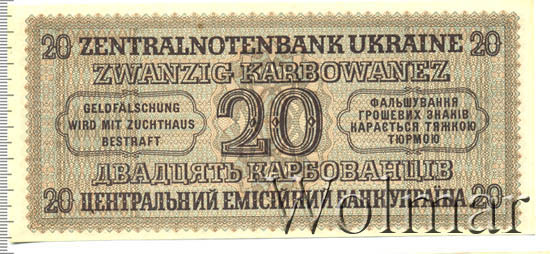 20 ZENTRALNOTENBANK UKRAINE 20
ZWANZIG KARBOWANEZ
GELDFÄLSCHUNG
WIRD MIT ZUCHTHAUS
BESTRAFT
20
ФАЛЬШУВАННЯ
ГРОШЕВИХ ЗНАКІВ
КАРАЄТЬСЯ ТЯЖКОЮ
ТЮРМОЮ
ДВАДЦЯТЬ КАРБОВАНЦІВ
20 ЦЕНТРАЛЬНИЙ ЕМІСІЙНИЙ БАНК УКРАЇНА 20
Wolmar